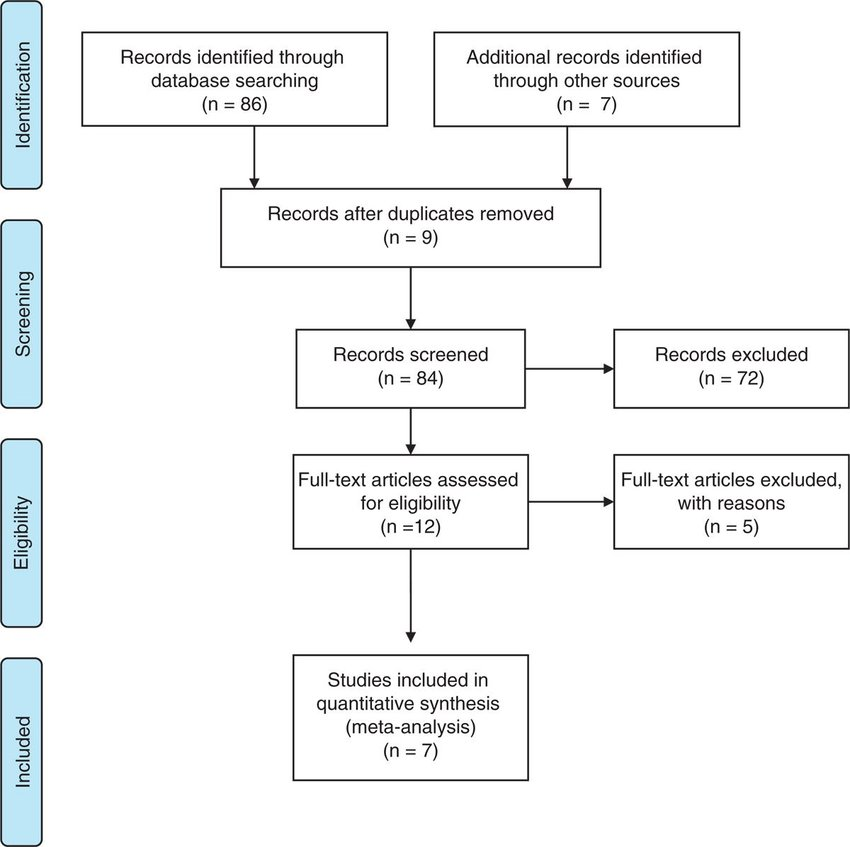 Identification
Records identified through
database searching
(n = 86)
Additional records identified
through other sources
(n = 7)
Records after duplicates removed
(n = 9)
Screening
Records screened
(n = 84)
Records excluded
(n = 72)
Eligibility
Full-text articles assessed
for eligibility
(n =12)
Full-text articles excluded,
with reasons
(n = 5)
Included
Studies included in
quantitative synthesis
(meta-analysis)
(n = 7)